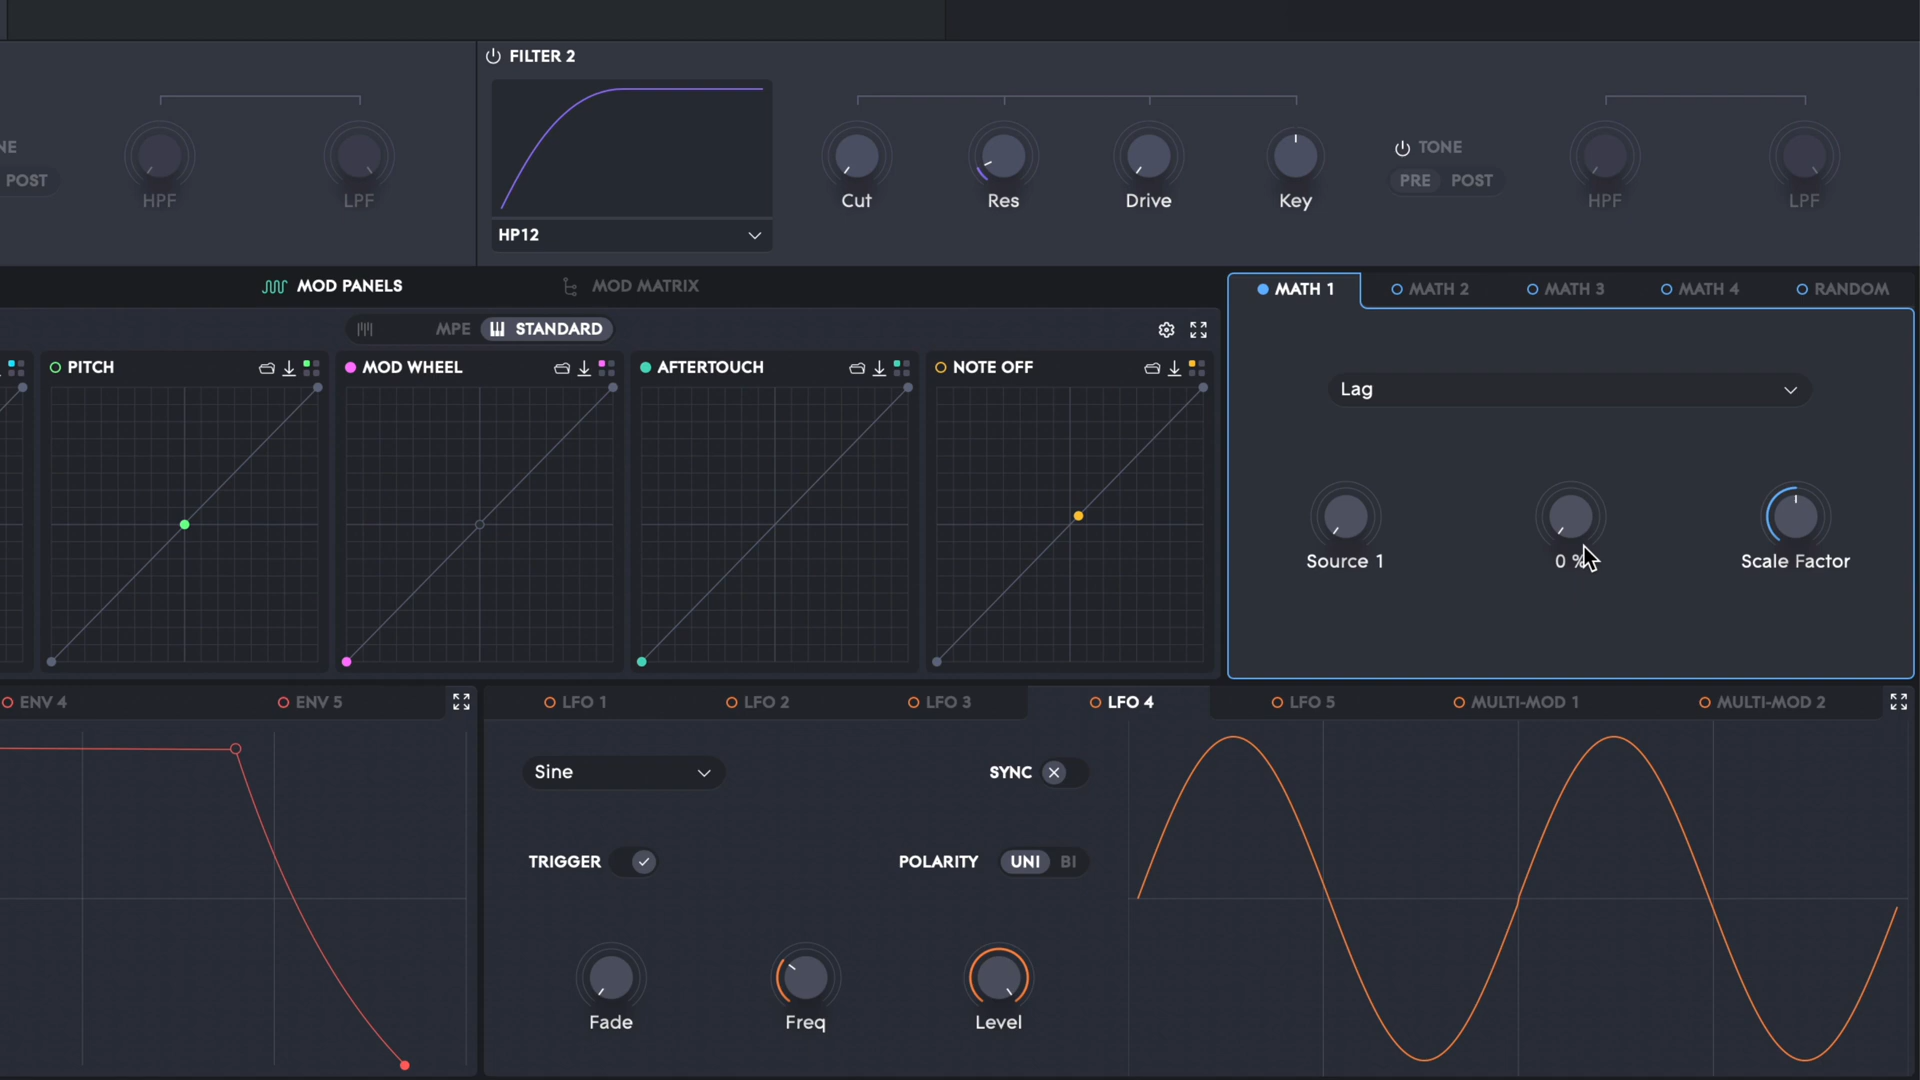 FILTER 2
NE
POST
HPF
LPF
HP12
Cut
Res
Drive
Key
TONE
PRE POST
HPF
LPF
MOD PANELS
MOD MATRIX
MATH 1
MATH 2
MATH 3
MATH 4
RANDOM
MPE
STANDARD
PITCH
MOD WHEEL
AFTERTOUCH
NOTE OFF
Lag
Source 1
0 %
Scale Factor
ENV 4
ENV 5
LFO 1
LFO 2
LFO 3
LFO 4
LFO 5
MULTI-MOD 1
MULTI-MOD 2
Sine
SYNC
TRIGGER
POLARITY
UNI BI
Fade
Freq
Level